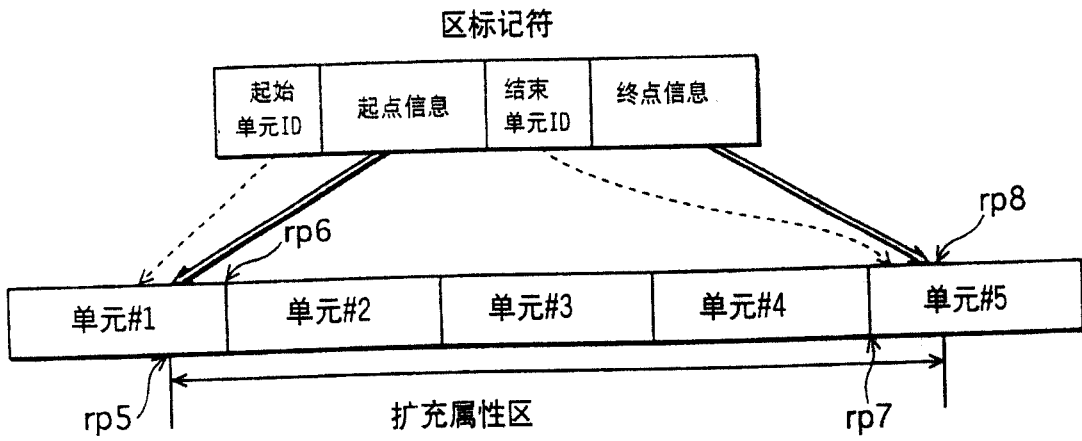 区标记符
起始
单元ID
起点信息
结束
单元ID
终点信息
rp6
rp8
单元#1
单元#2
单元#3
单元#4
单元#5
rp5
扩充属性区
rp7